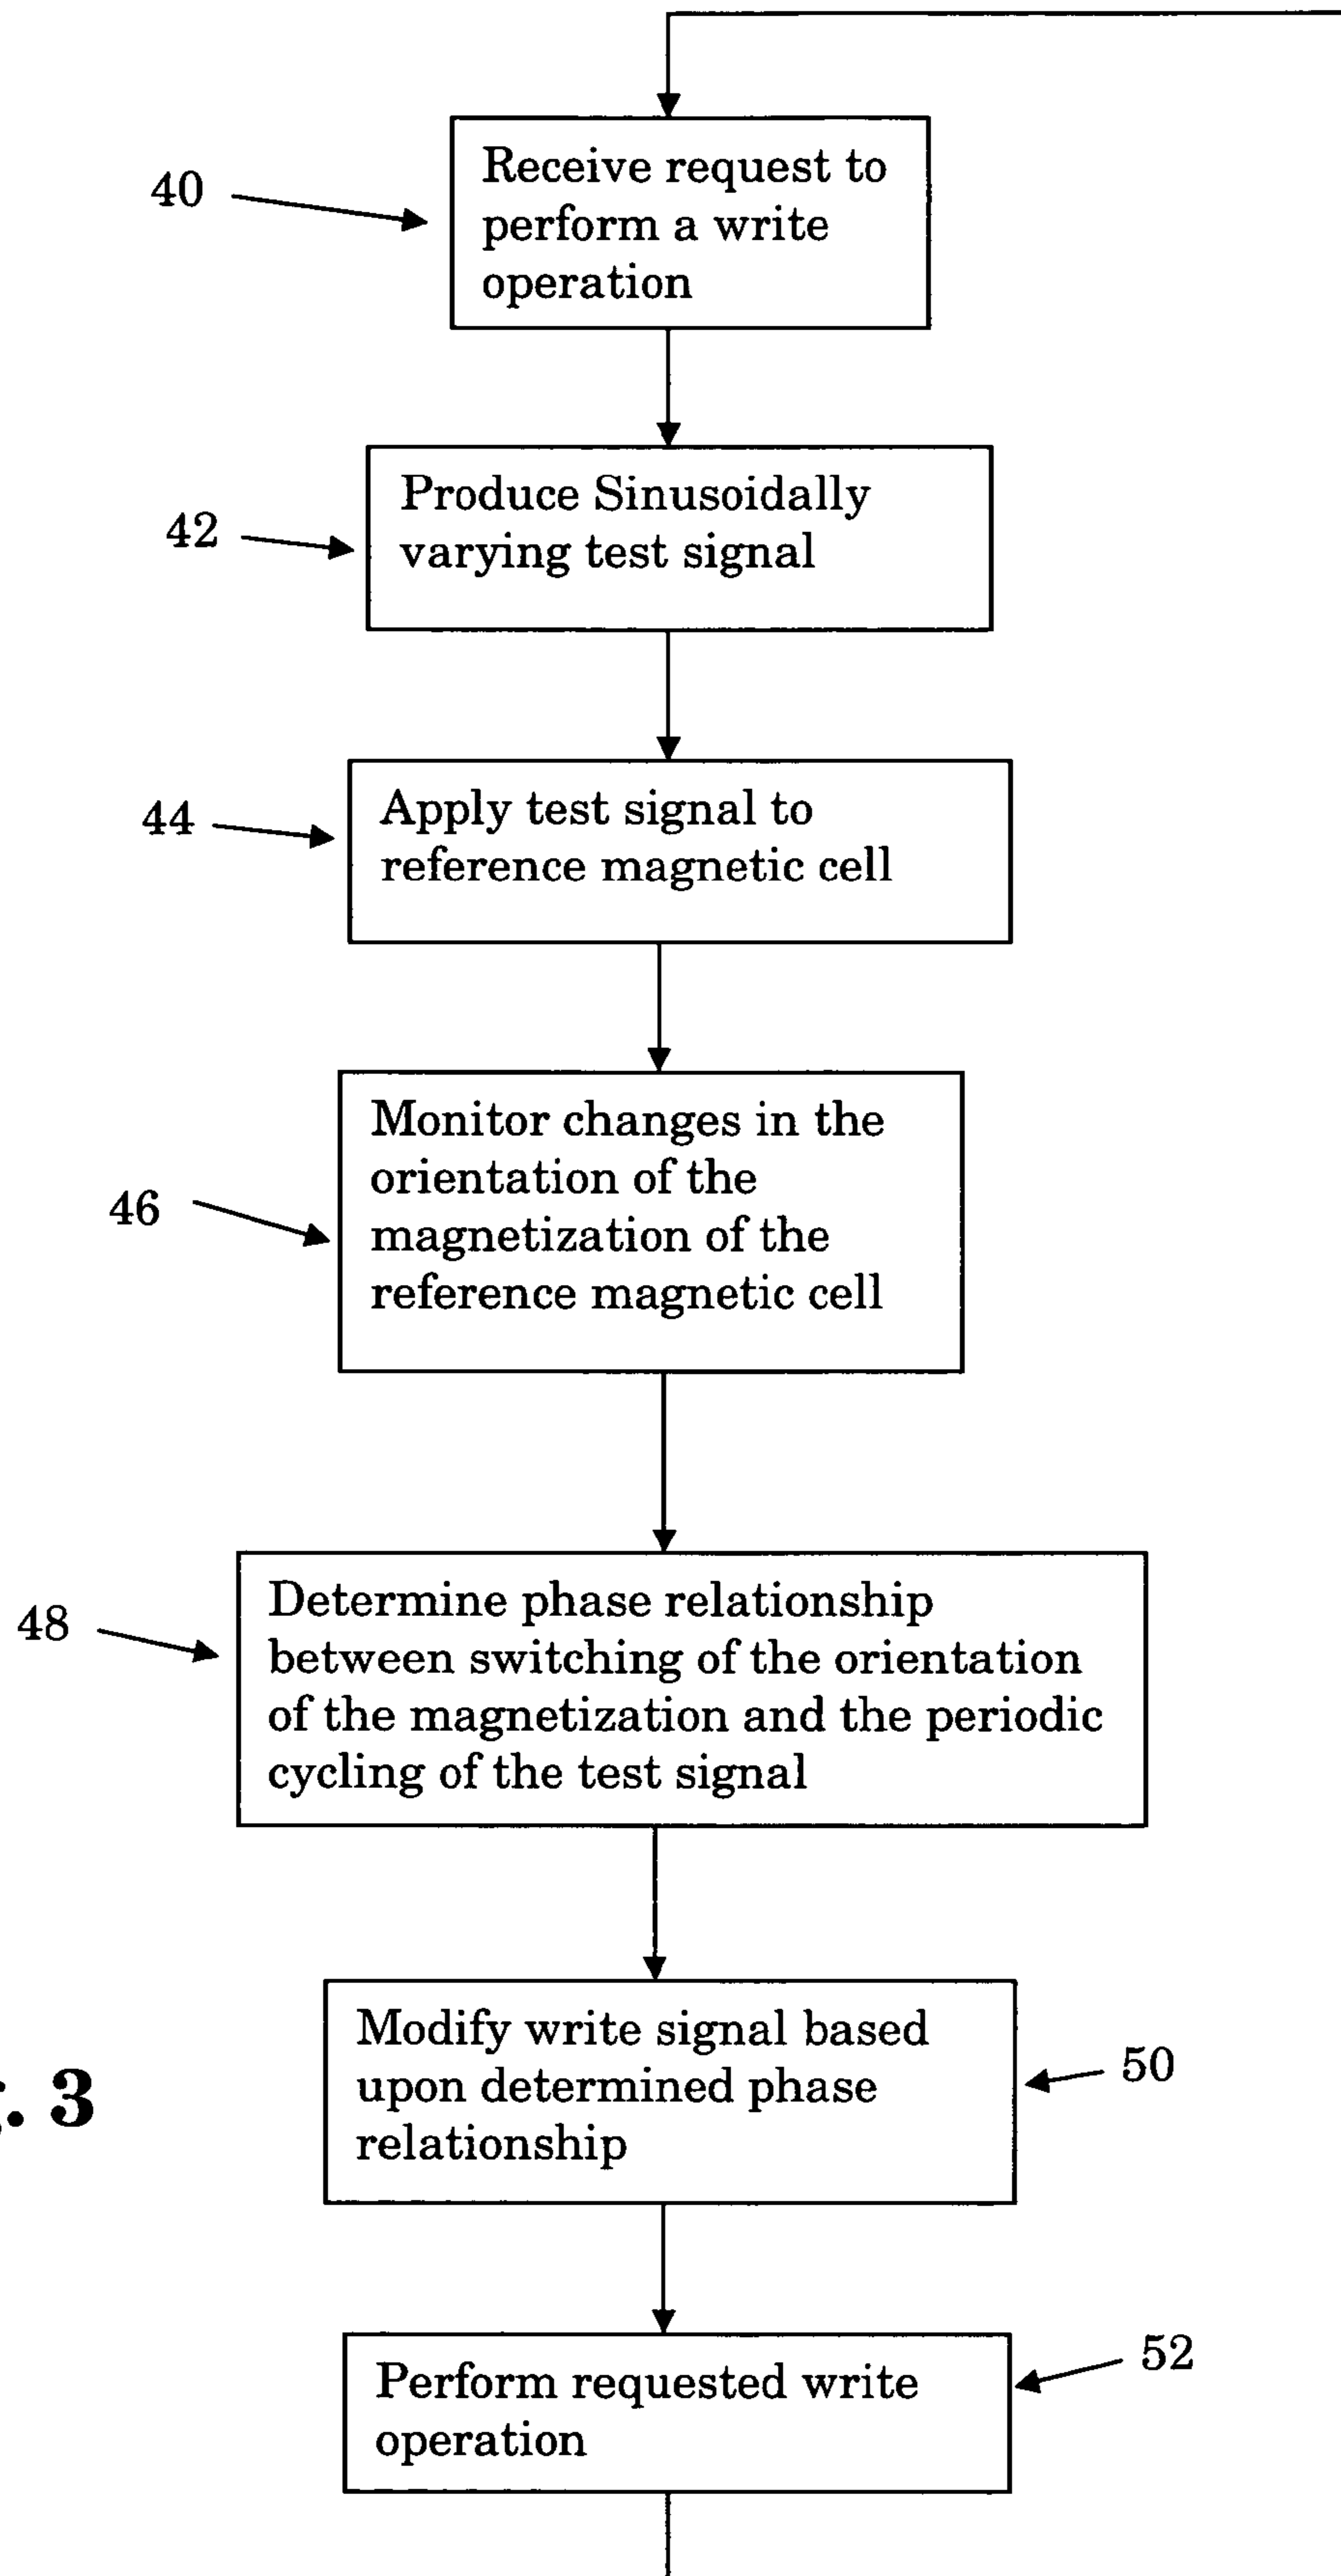 40
Receive request to
perform a write
operation
42
Produce Sinusoidally
varying test signal
44
Apply test signal to
reference magnetic cell
46
Monitor changes in the
orientation of the
magnetization of the
reference magnetic cell
48
Determine phase relationship
between switching of the orientation
of the magnetization and the periodic
cycling of the test signal
Modify write signal based
upon determined phase
relationship
50
. 3
Perform requested write
operation
52